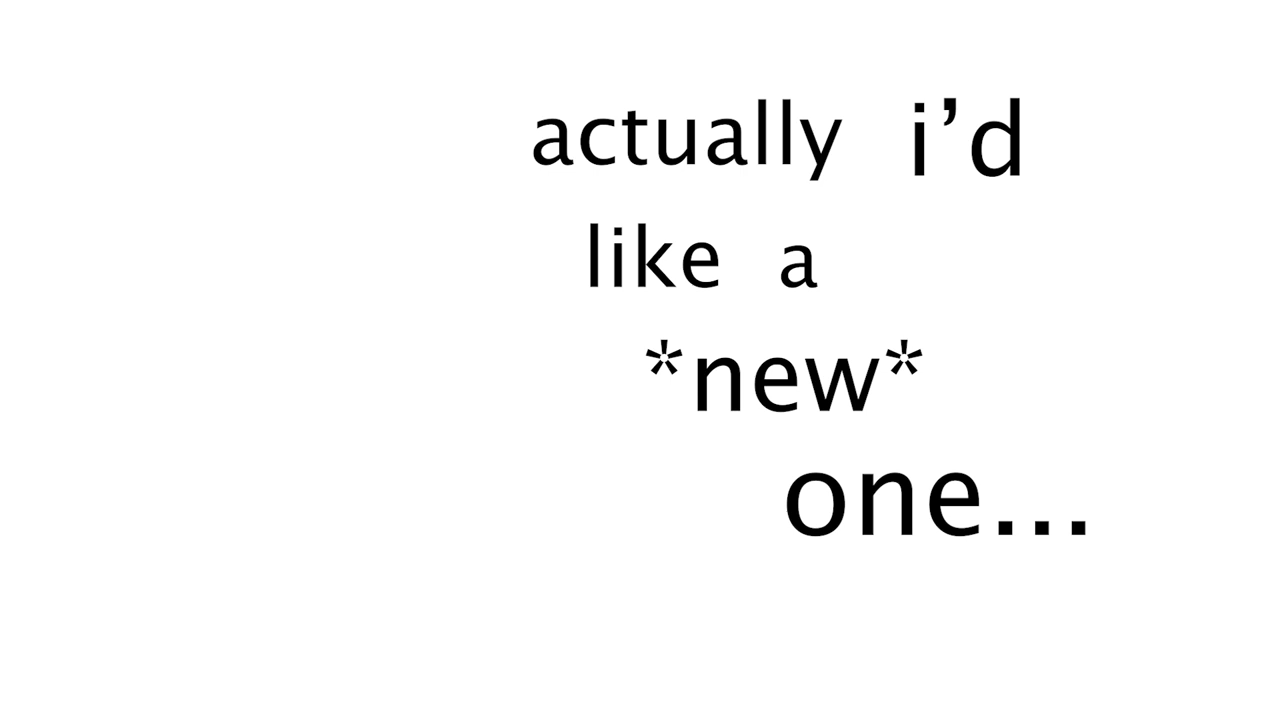 actually i’d
like a
*new*
one...